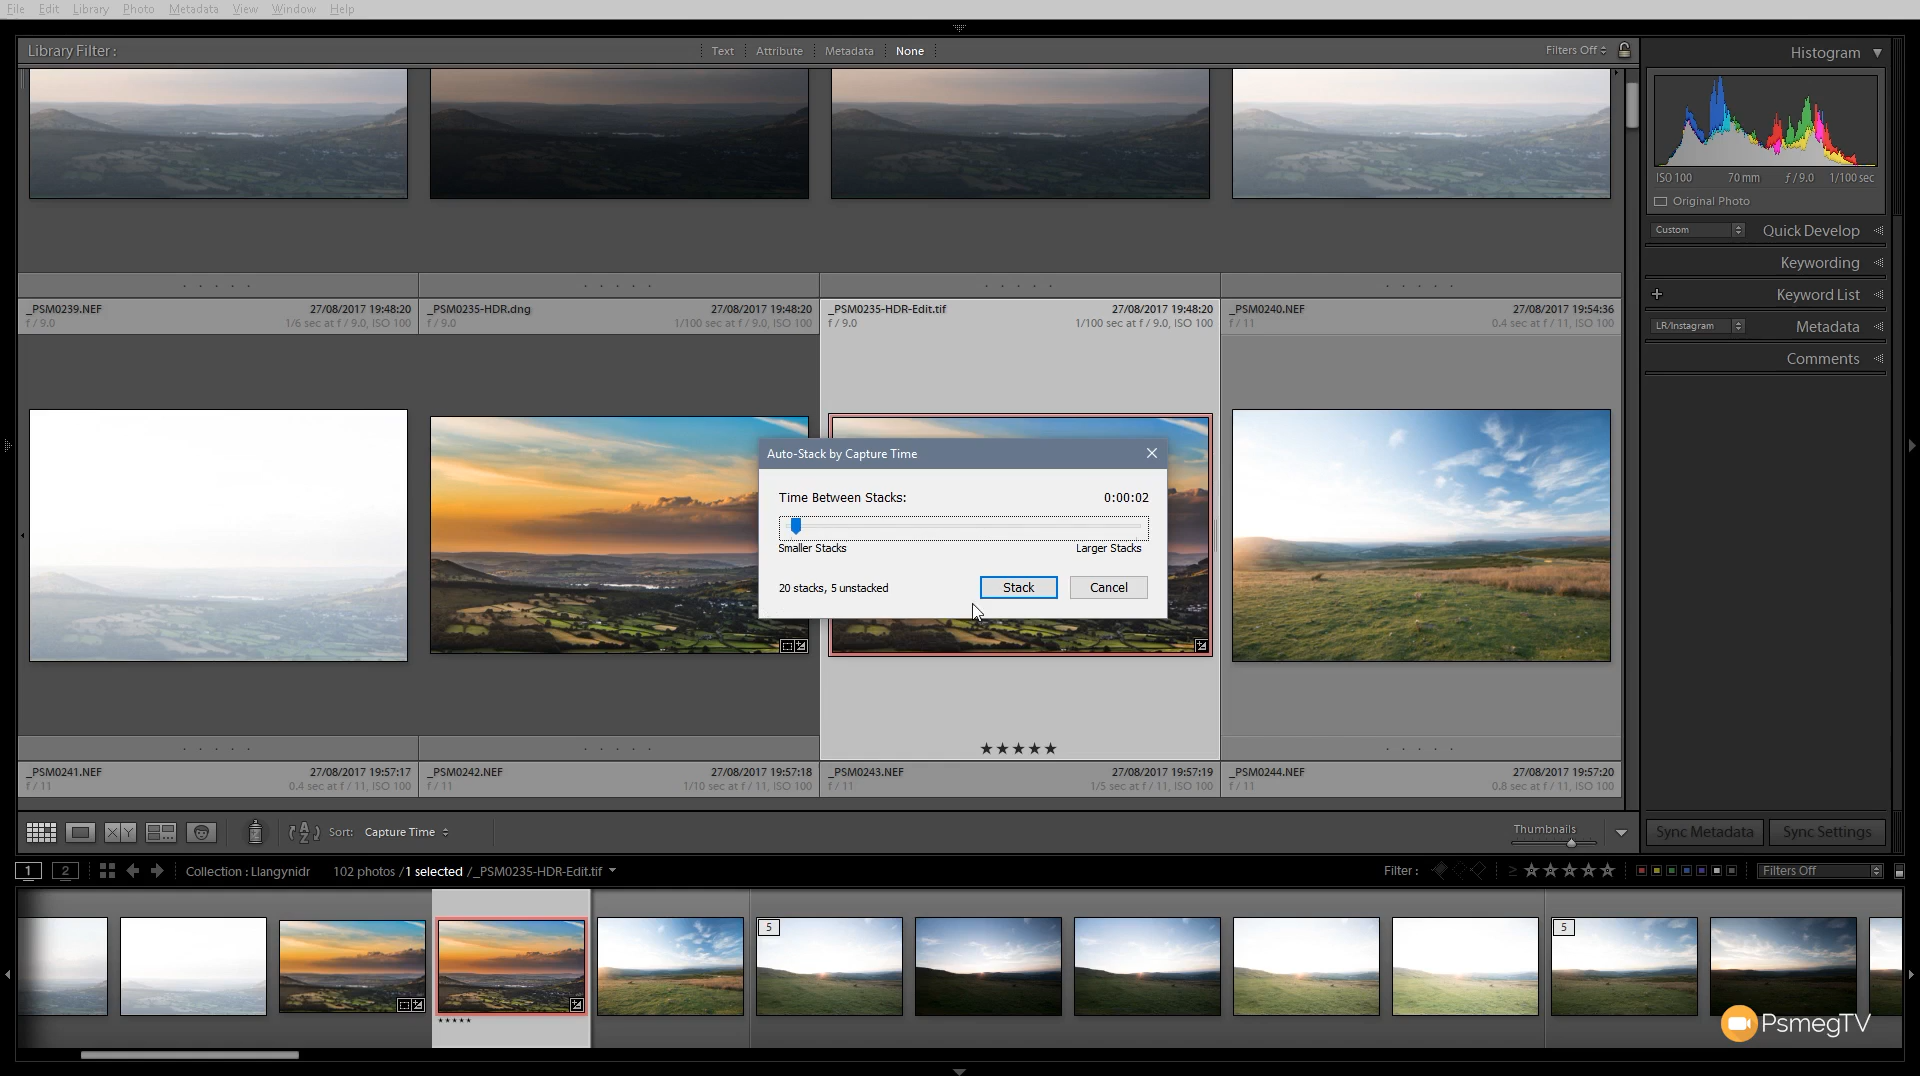 File Edit Library Photo Metadata View Window Help
Library Filter : Text Attribute Metadata None Filters Off
Histogram
ISO 100 70 mm ƒ / 9.0 1/100 sec
Original Photo
Custom Quick Develop
Keywording
Keyword List
LR/Instagram Metadata
Comments
_PSM0239.NEF 27/08/2017 19:48:20 _PSM0235-HDR.dng 27/08/2017 19:48:20 _PSM0235-HDR-Edit.tif 27/08/2017 19:48:20 _PSM0240.NEF 27/08/2017 19:54:36
f / 9.0 1/6 sec at f / 9.0, ISO 100 f / 9.0 1/100 sec at f / 9.0, ISO 100 f / 9.0 1/100 sec at f / 9.0, ISO 100 f / 11 0.4 sec at f / 11, ISO 100
Auto-Stack by Capture Time
Time Between Stacks: 0:00:02
Smaller Stacks Larger Stacks
20 stacks, 5 unstacked Stack Cancel
_PSM0241.NEF 27/08/2017 19:57:17 _PSM0242.NEF 27/08/2017 19:57:18 _PSM0243.NEF 27/08/2017 19:57:19 _PSM0244.NEF 27/08/2017 19:57:20
f / 11 0.4 sec at f / 11, ISO 100 f / 11 1/10 sec at f / 11, ISO 100 f / 11 1/5 sec at f / 11, ISO 100 f / 11 0.8 sec at f / 11, ISO 100
X Y A Z Sort: Capture Time Thumbnails Sync Metadata Sync Settings
1 2 Collection : Llangynidr 102 photos / 1 selected / _PSM0235-HDR-Edit.tif Filter : ≥ Filters Off
5 5
PsmegTV